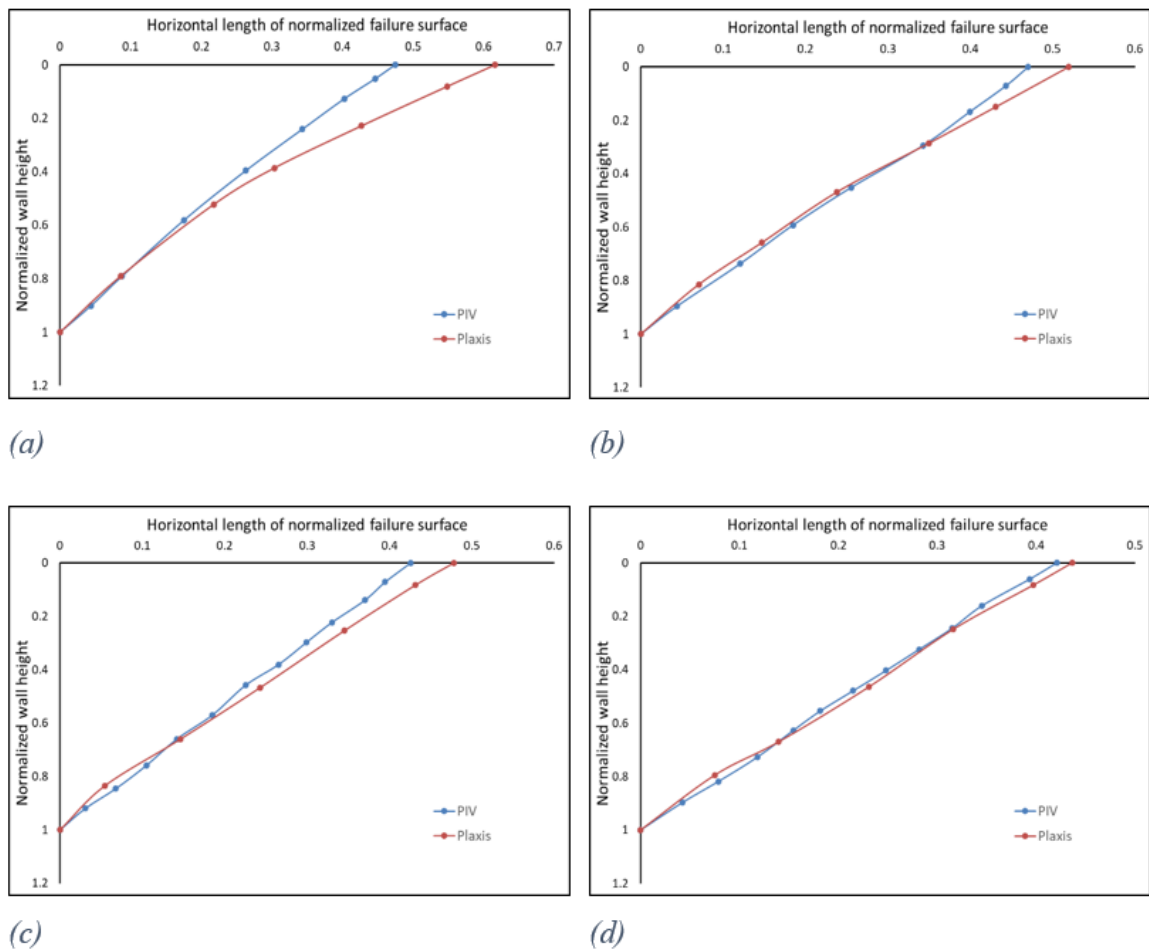 Horizontal length of normalized failure surface
0 0.1 0.2 0.3 0.4 0.5 0.6 0.7
0
0.2
0.4
0.6
0.8
1
1.2
Normalized wall height
PIV
Plaxis
(a)
Horizontal length of normalized failure surface
0 0.1 0.2 0.3 0.4 0.5 0.6
0
0.2
0.4
0.6
0.8
1
1.2
Normalized wall height
PIV
Plaxis
(b)
Horizontal length of normalized failure surface
0 0.1 0.2 0.3 0.4 0.5 0.6
0
0.2
0.4
0.6
0.8
1
1.2
Normalized wall height
PIV
Plaxis
(c)
Horizontal length of normalized failure surface
0 0.1 0.2 0.3 0.4 0.5
0
0.2
0.4
0.6
0.8
1
1.2
Normalized wall height
PIV
Plaxis
(d)